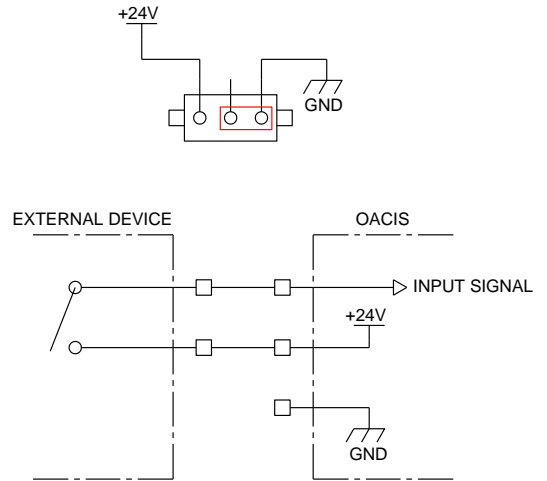 +24V
GND
EXTERNAL DEVICE
OACIS
INPUT SIGNAL
+24V
GND